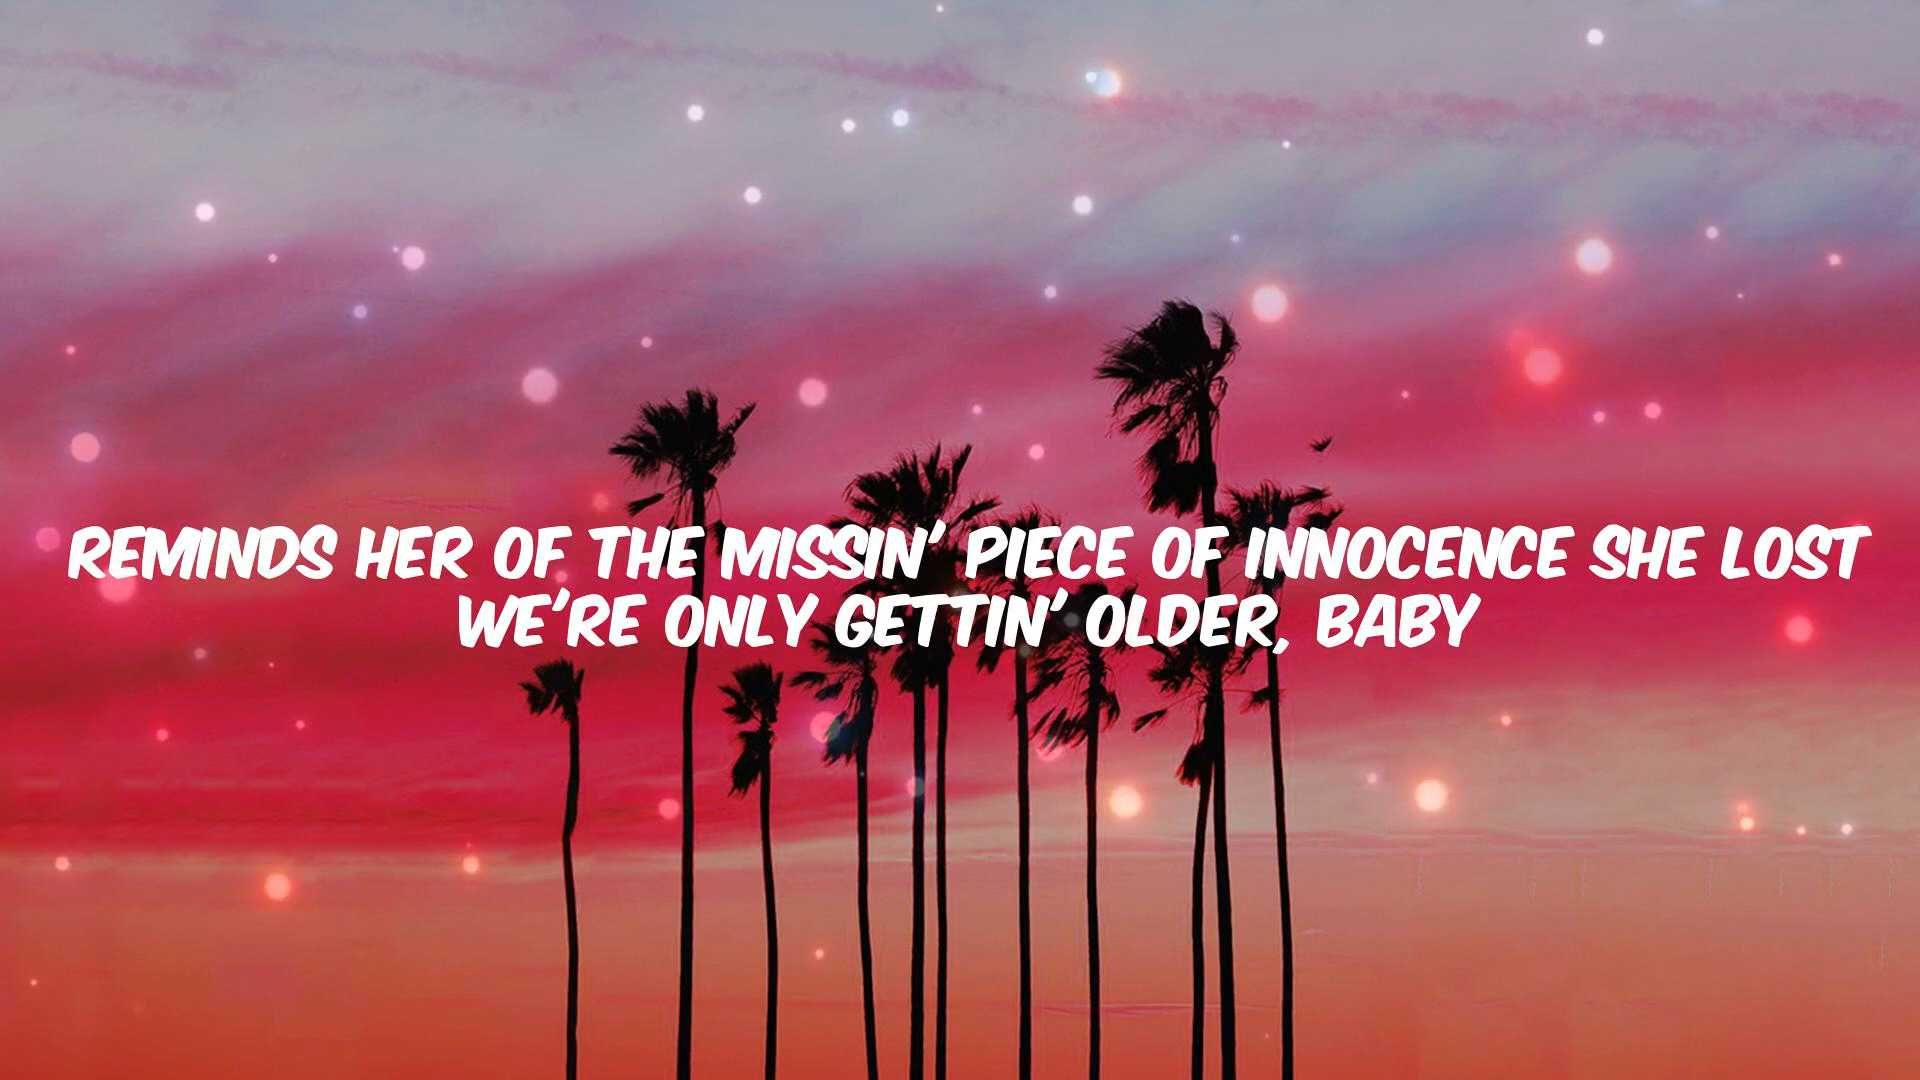 REMINDS HER OF THE MISSIN' PIECE OF INNOCENCE SHE LOST
WE'RE ONLY GETTIN' OLDER, BABY